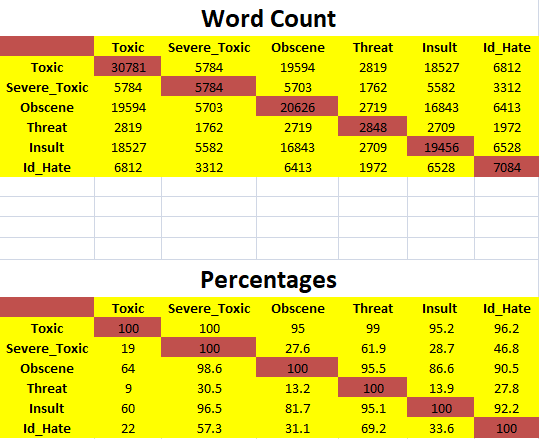 Word Count
Toxic Severe_Toxic Obscene Threat Insult Id_Hate
Toxic 30781 5784 19594 2819 18527 6812
Severe_Toxic 5784 5784 5703 1762 5582 3312
Obscene 19594 5703 20626 2719 16843 6413
Threat 2819 1762 2719 2848 2709 1972
Insult 18527 5582 16843 2709 19456 6528
Id_Hate 6812 3312 6413 1972 6528 7084
Percentages
Toxic Severe_Toxic Obscene Threat Insult Id_Hate
Toxic 100 100 95 99 95.2 96.2
Severe_Toxic 19 100 27.6 61.9 28.7 46.8
Obscene 64 98.6 100 95.5 86.6 90.5
Threat 9 30.5 13.2 100 13.9 27.8
Insult 60 96.5 81.7 95.1 100 92.2
Id_Hate 22 57.3 31.1 69.2 33.6 100